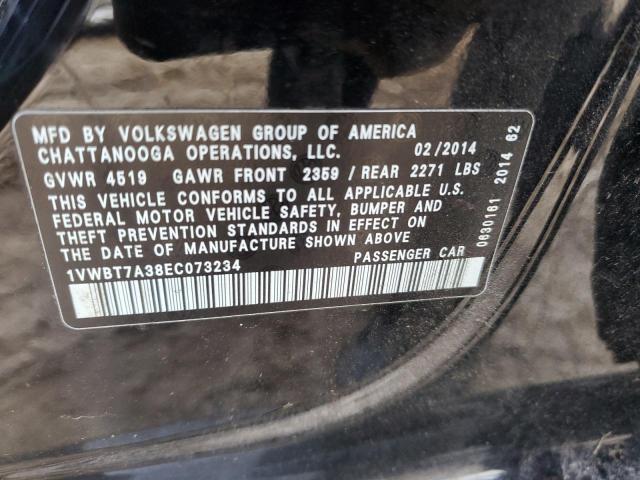 MFD BY VOLKSWAGEN GROUP OF AMERICA
CHATTANOOGA OPERATIONS, LLC. 02/2014
GVWR 4519 GAWR FRONT 2359 / REAR 2271 LBS
THIS VEHICLE CONFORMS TO ALL APPLICABLE U.S.
FEDERAL MOTOR VEHICLE SAFETY, BUMPER AND
THEFT PREVENTION STANDARDS IN EFFECT ON
THE DATE OF MANUFACTURE SHOWN ABOVE
1VWBT7A38EC073234 PASSENGER CAR
0630161 2014 62